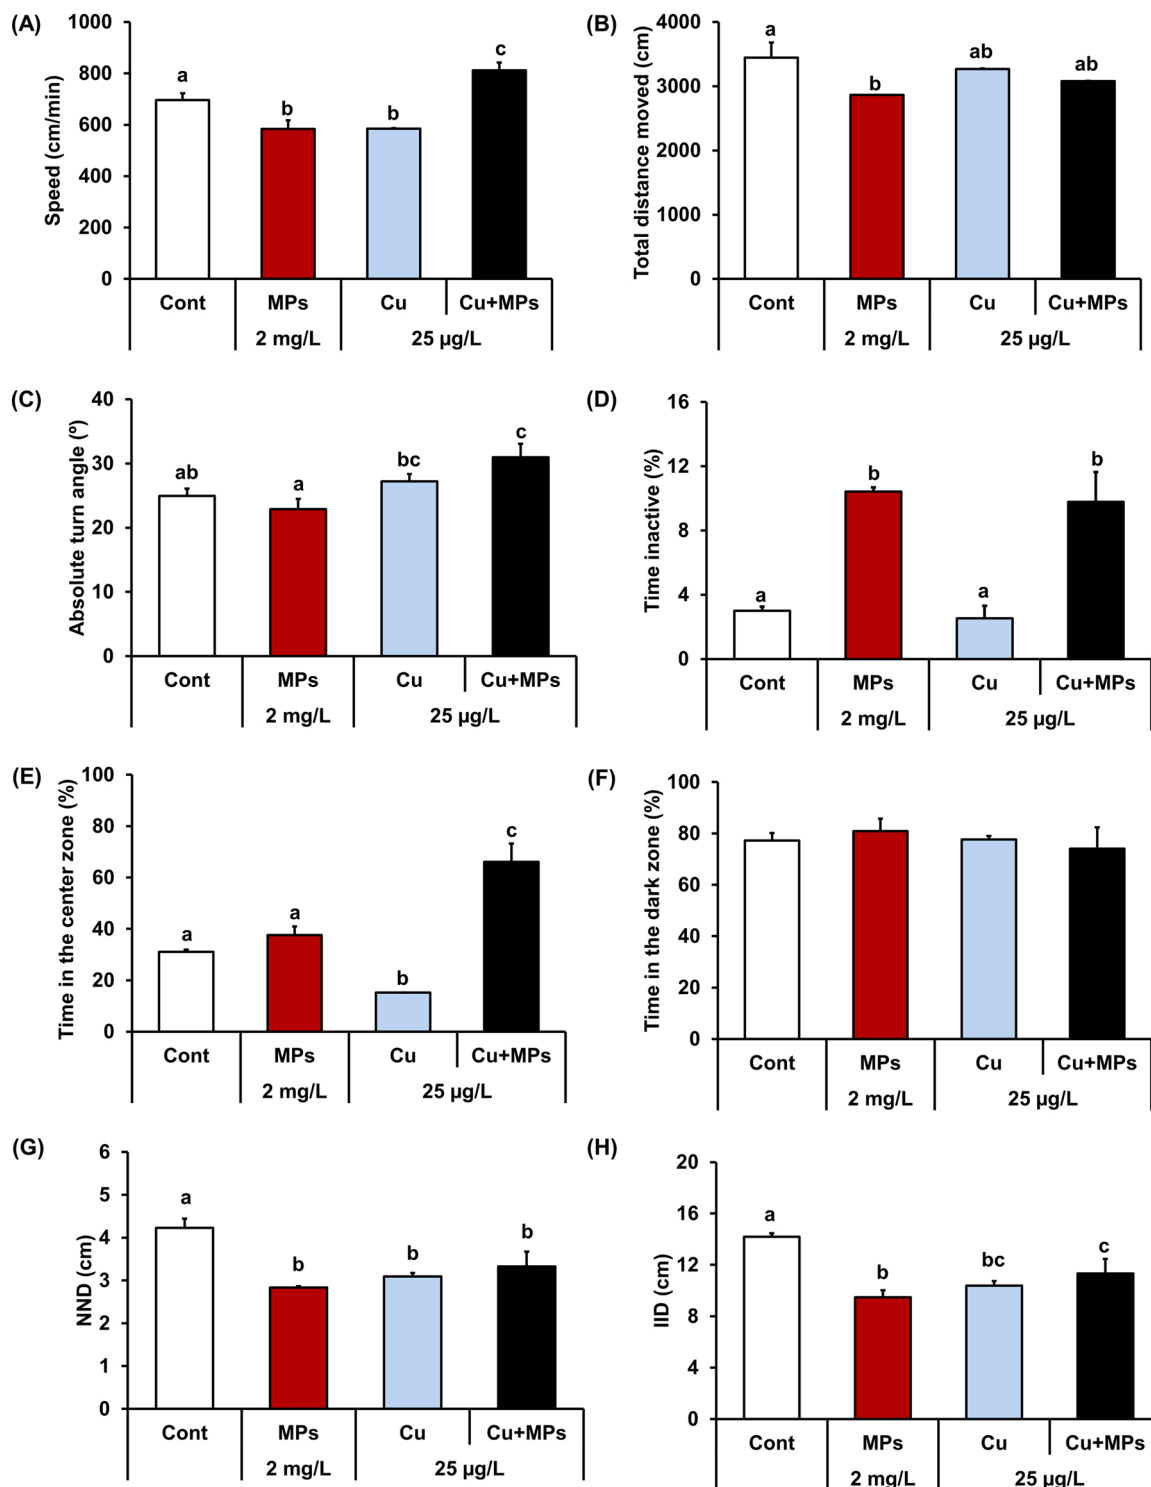 (A)
Speed (cm/min)
1000
800
600
400
200
0
a
b
b
c
Cont
MPs
Cu
Cu+MPs
2 mg/L
25 µg/L
(B)
Total distance moved (cm)
4000
3000
2000
1000
0
a
b
ab
ab
Cont
MPs
Cu
Cu+MPs
2 mg/L
25 µg/L
(C)
Absolute turn angle (º)
40
30
20
10
0
ab
a
bc
c
Cont
MPs
Cu
Cu+MPs
2 mg/L
25 µg/L
(D)
Time inactive (%)
16
12
8
4
0
a
b
a
b
Cont
MPs
Cu
Cu+MPs
2 mg/L
25 µg/L
(E)
Time in the center zone (%)
100
80
60
40
20
0
a
a
b
c
Cont
MPs
Cu
Cu+MPs
2 mg/L
25 µg/L
(F)
Time in the dark zone (%)
100
80
60
40
20
0
Cont
MPs
Cu
Cu+MPs
2 mg/L
25 µg/L
(G)
NND (cm)
6
5
4
3
2
1
0
a
b
b
b
Cont
MPs
Cu
Cu+MPs
2 mg/L
25 µg/L
(H)
IID (cm)
20
16
12
8
4
0
a
b
bc
c
Cont
MPs
Cu
Cu+MPs
2 mg/L
25 µg/L